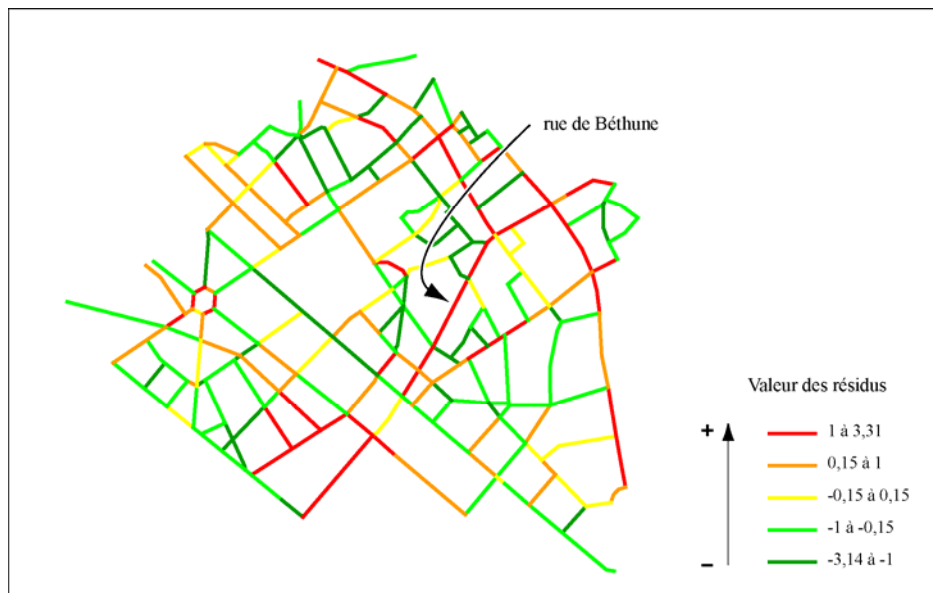 rue de Béthune
Valeur des résidus
+
1 à 3,31
0,15 à 1
-0,15 à 0,15
-1 à -0,15
-3,14 à -1
–